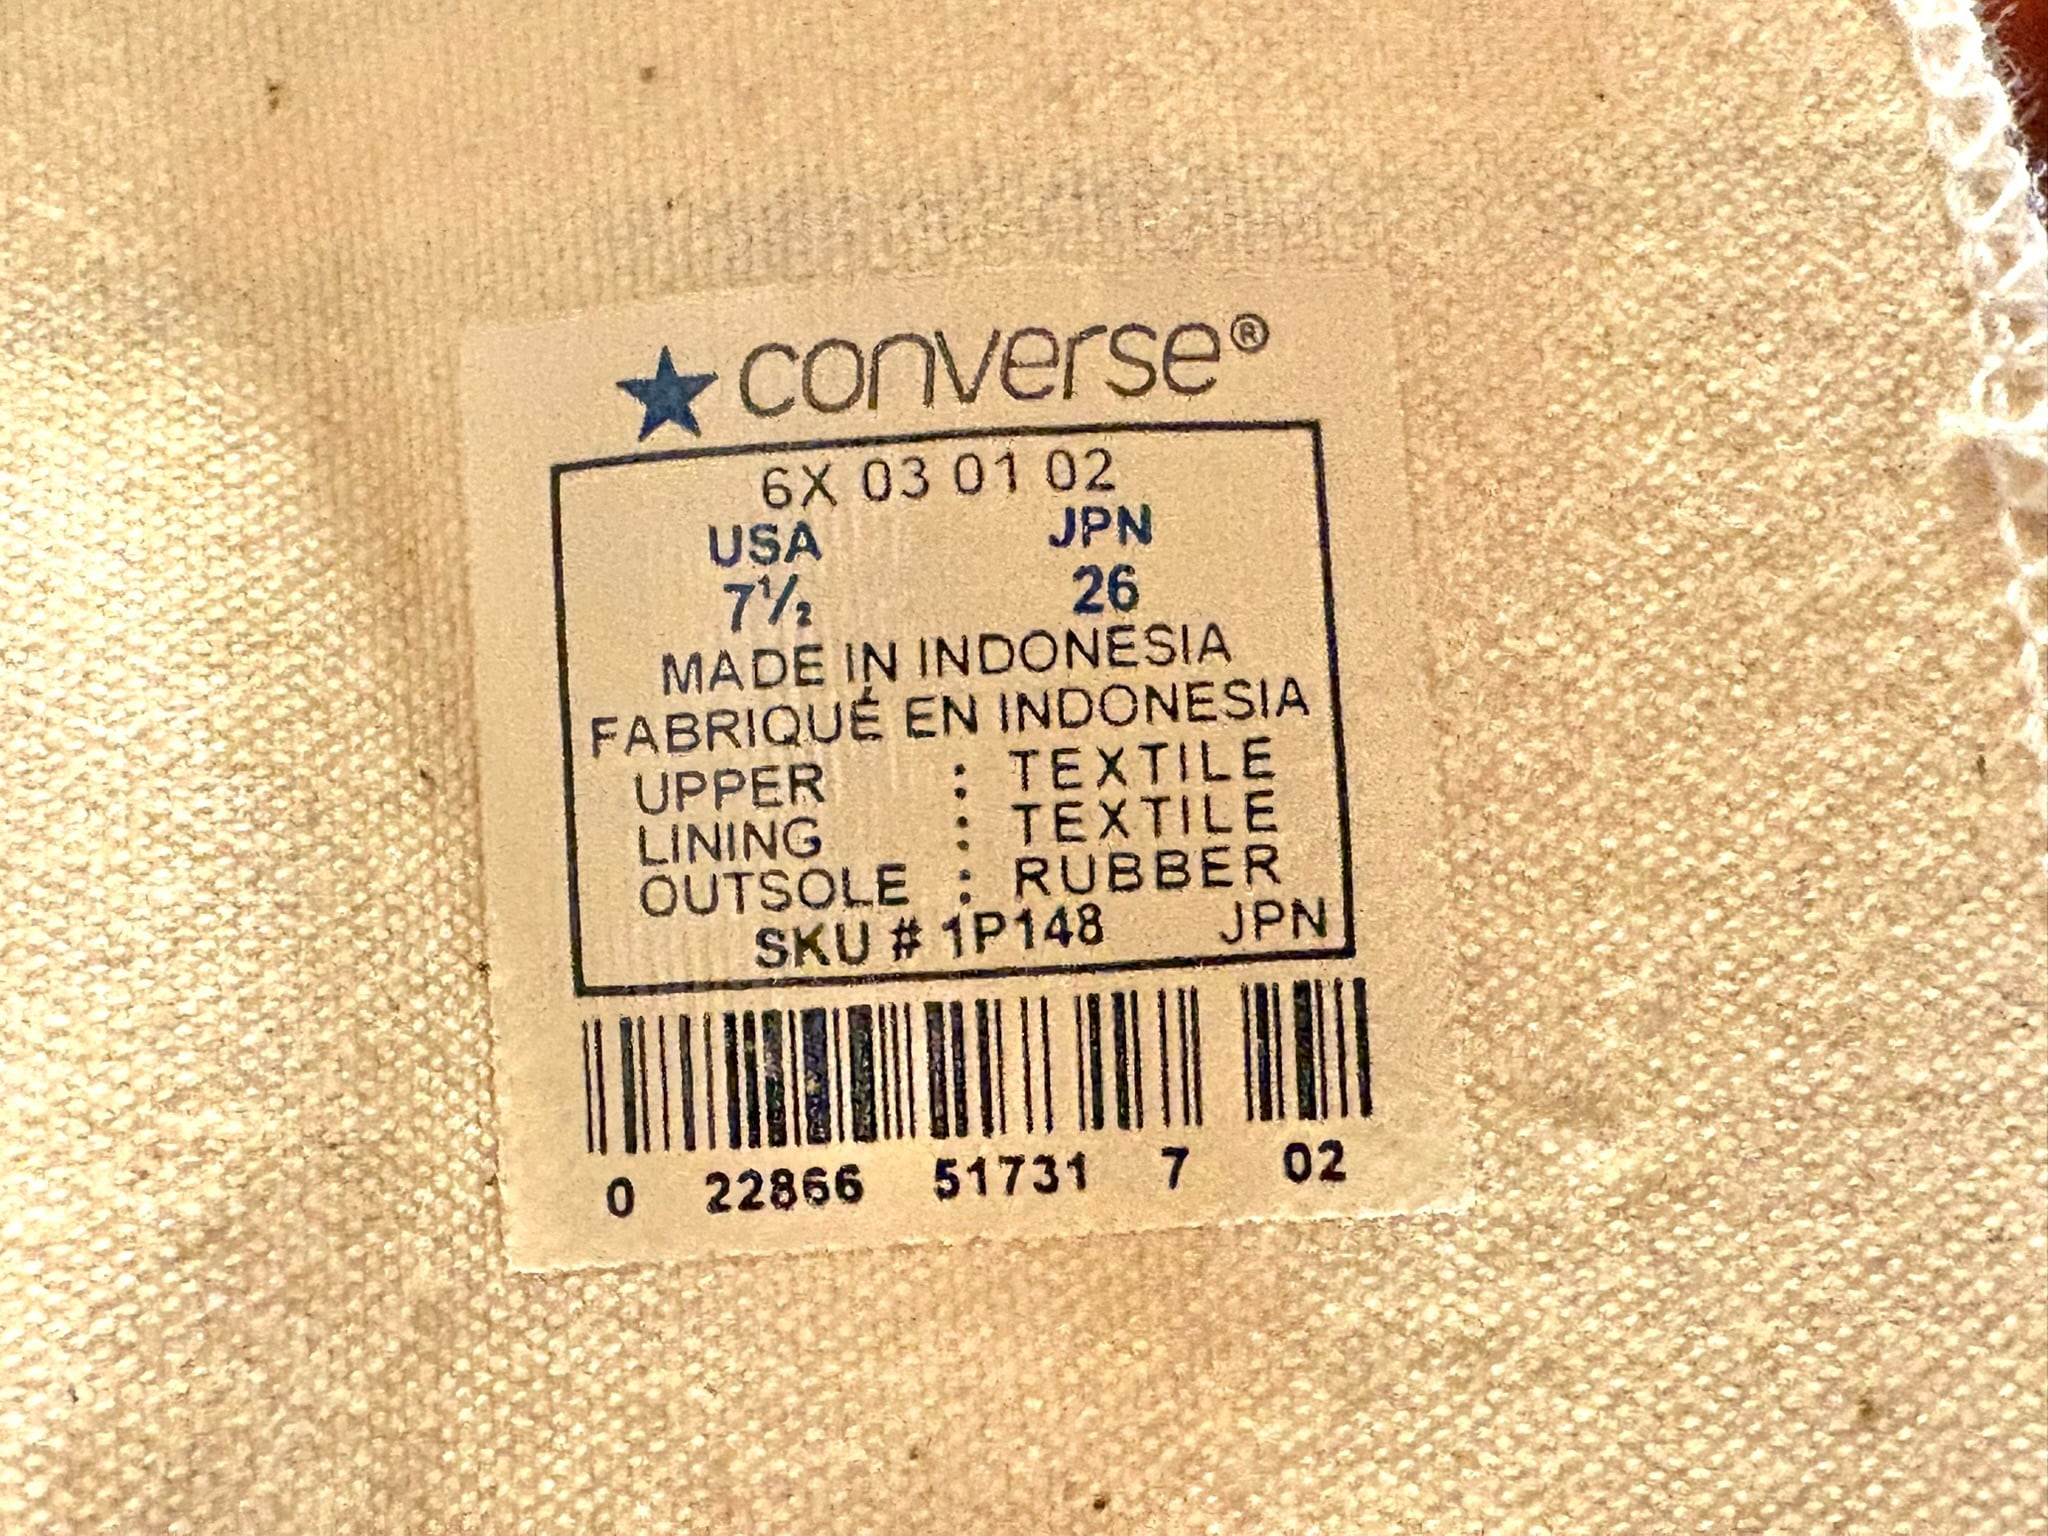 converse®
6X 03 01 02
USA JPN
7½ 26
MADE IN INDONESIA
FABRIQUÉ EN INDONESIA
UPPER : TEXTILE
LINING : TEXTILE
OUTSOLE : RUBBER
SKU # 1P148 JPN
0 22866 51731 7 02